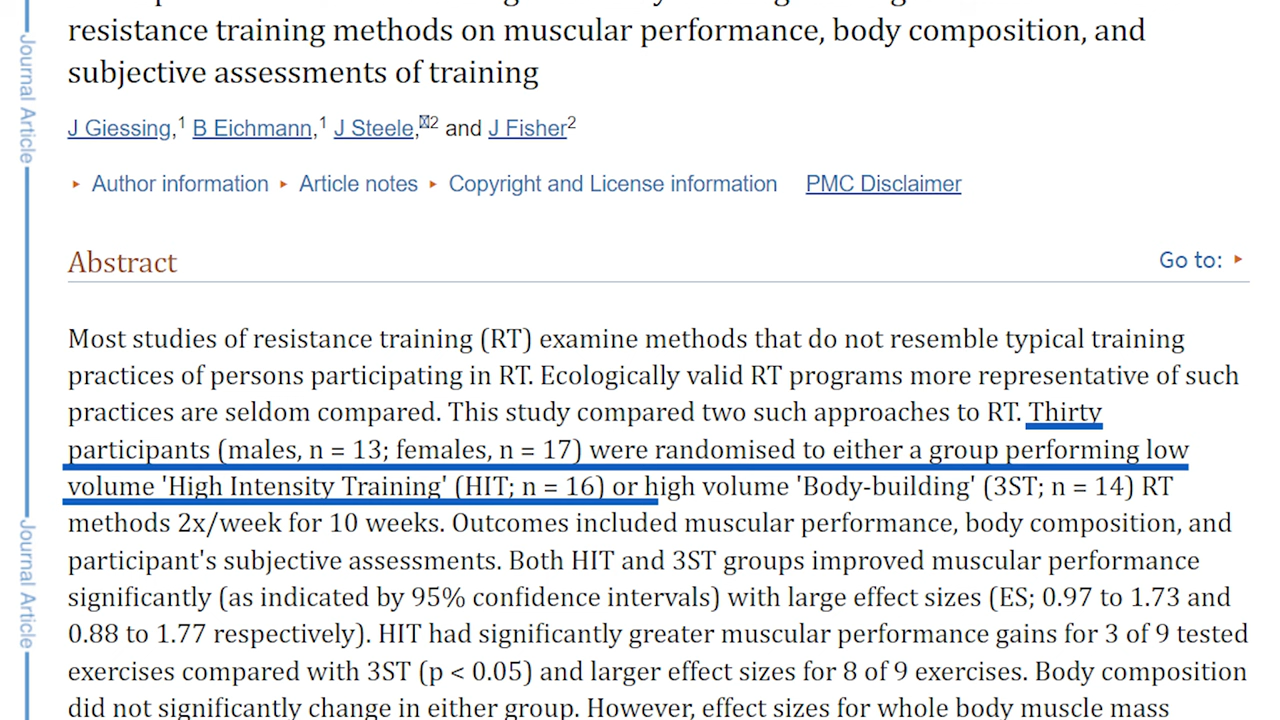 resistance training methods on muscular performance, body composition, and
subjective assessments of training
J Giessing,1 B Eichmann,1 J Steele,2 and J Fisher2
Author information Article notes Copyright and License information PMC Disclaimer
Abstract
Go to:
Most studies of resistance training (RT) examine methods that do not resemble typical training
practices of persons participating in RT. Ecologically valid RT programs more representative of such
practices are seldom compared. This study compared two such approaches to RT. Thirty
participants (males, n = 13; females, n = 17) were randomised to either a group performing low
volume 'High Intensity Training' (HIT; n = 16) or high volume 'Body-building' (3ST; n = 14) RT
methods 2x/week for 10 weeks. Outcomes included muscular performance, body composition, and
participant's subjective assessments. Both HIT and 3ST groups improved muscular performance
significantly (as indicated by 95% confidence intervals) with large effect sizes (ES; 0.97 to 1.73 and
0.88 to 1.77 respectively). HIT had significantly greater muscular performance gains for 3 of 9 tested
exercises compared with 3ST (p < 0.05) and larger effect sizes for 8 of 9 exercises. Body composition
did not significantly change in either group. However, effect sizes for whole body muscle mass
Journal Article
Journal Article